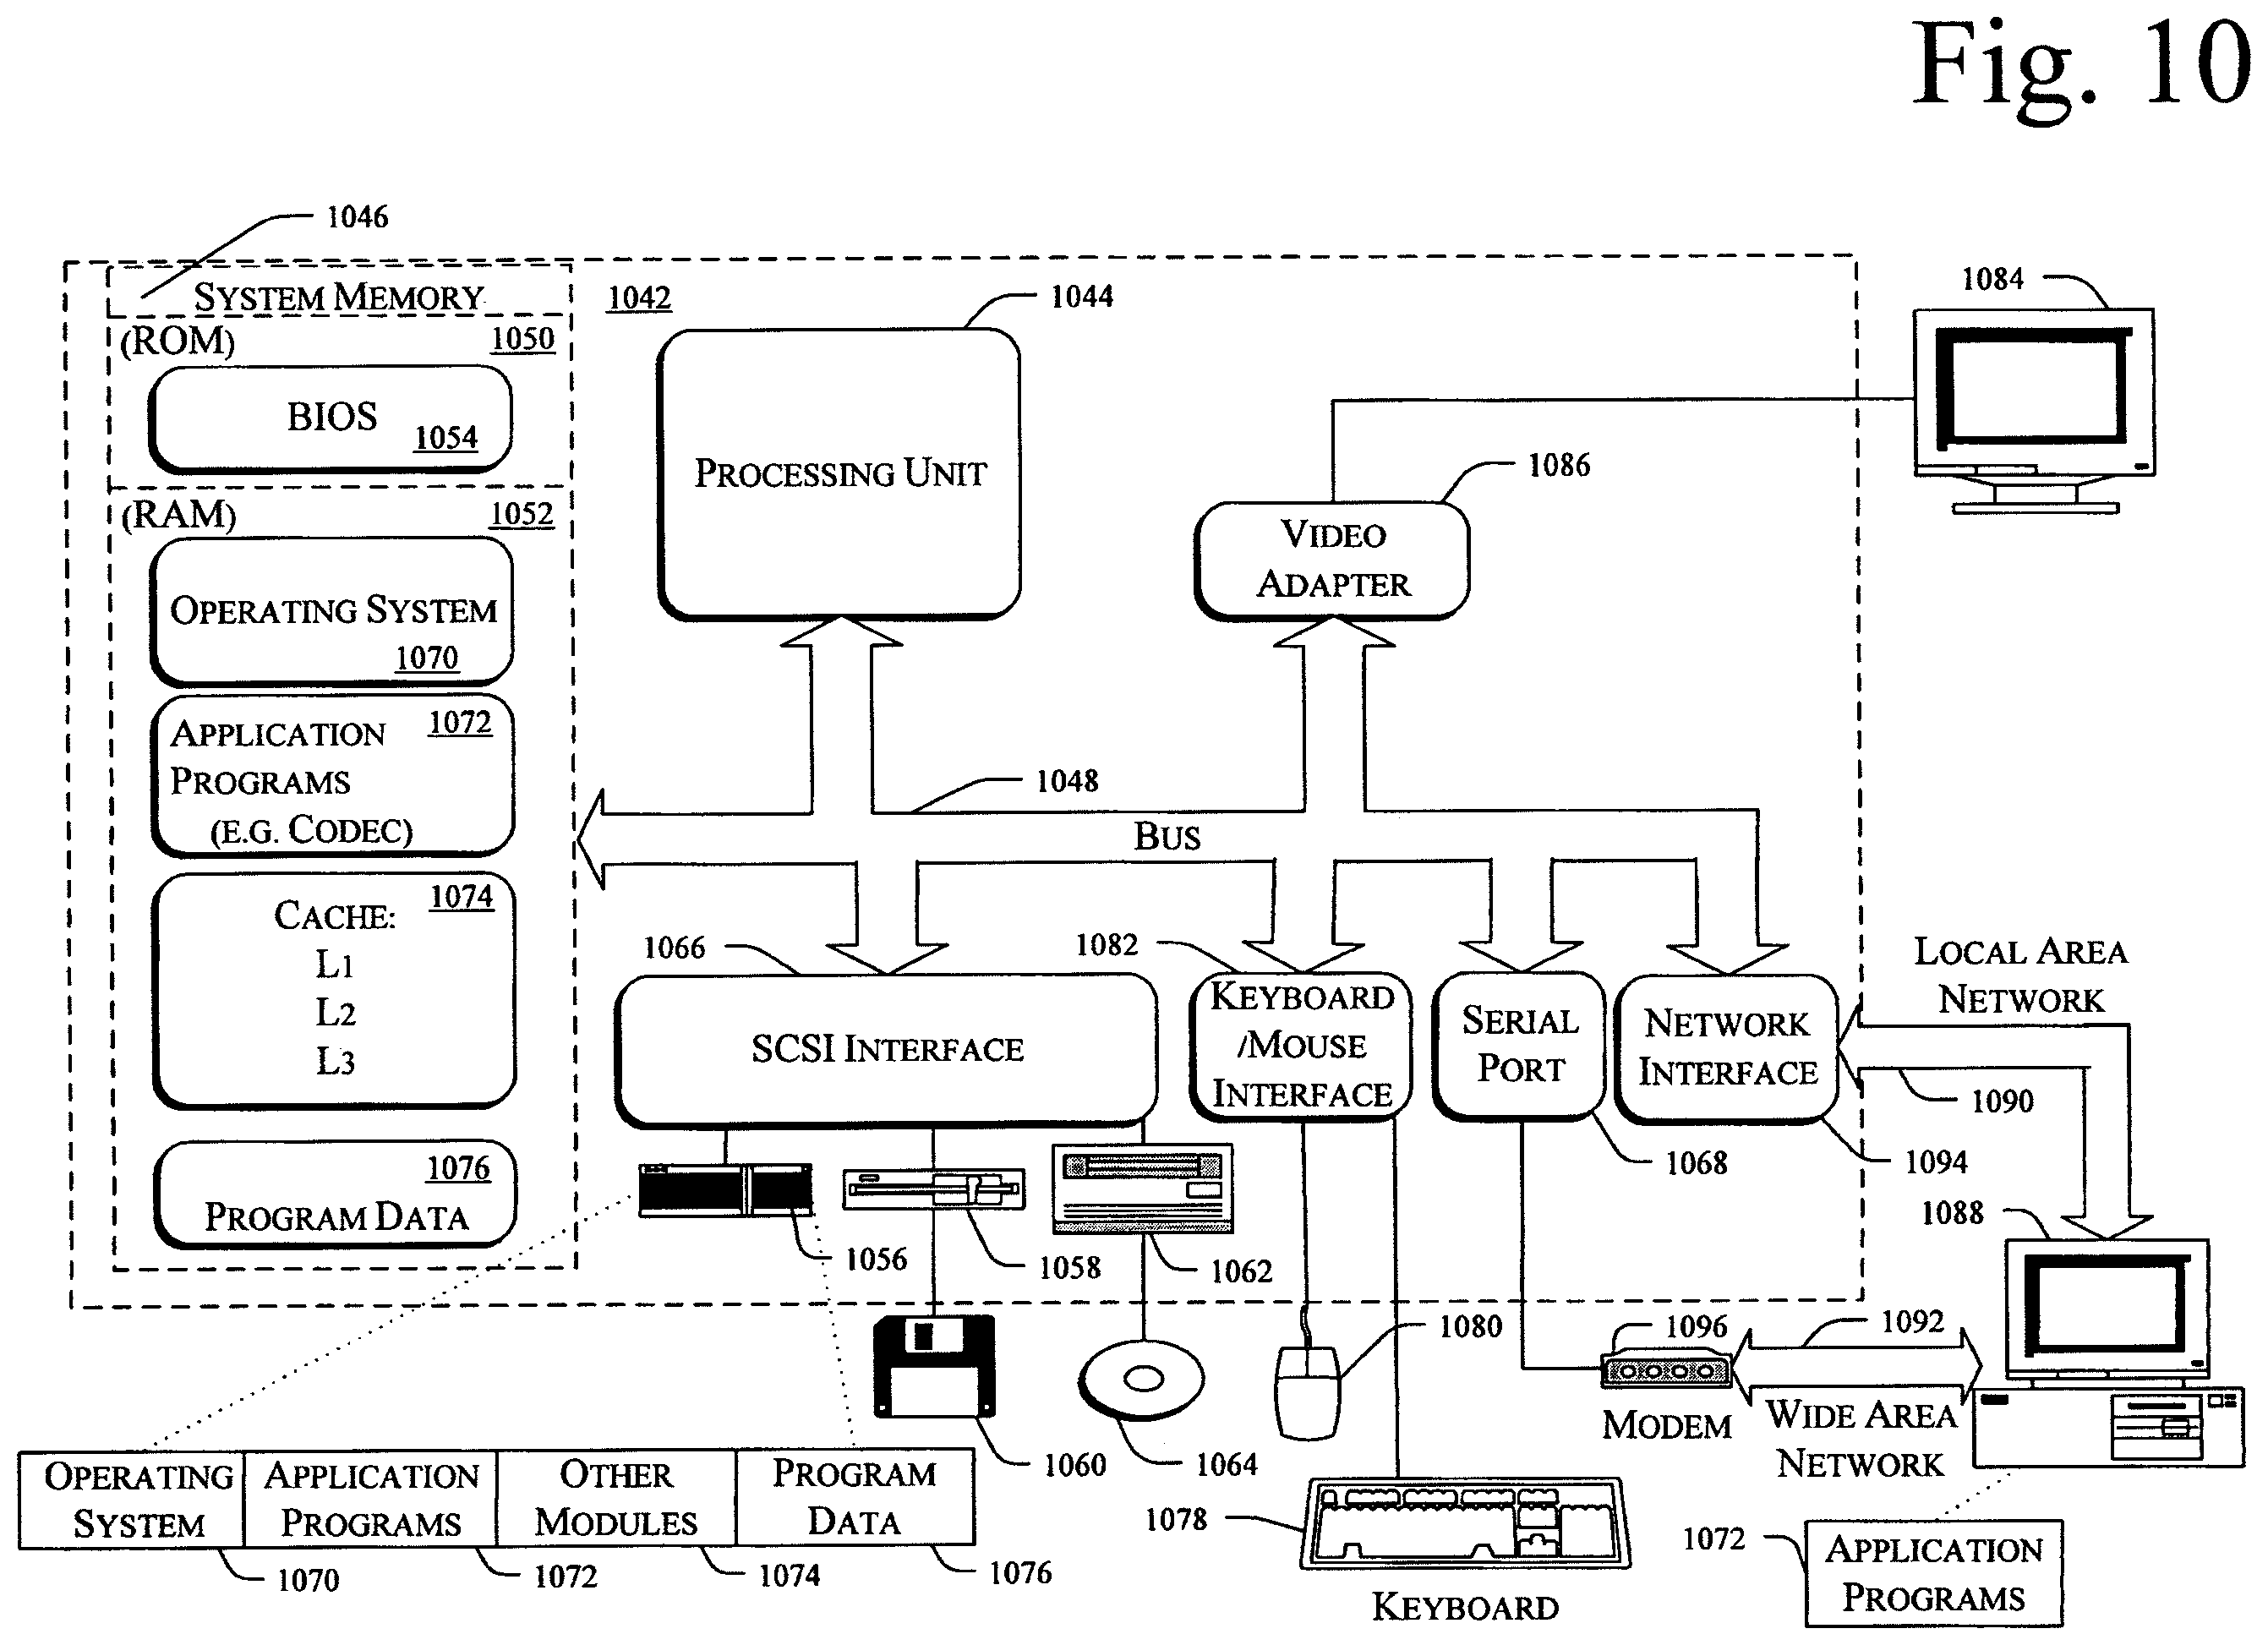 Fig. 10
1046
SYSTEM MEMORY
(ROM) 1050
BIOS
1054
(RAM) 1052
OPERATING SYSTEM
1070
APPLICATION 1072
PROGRAMS
(E.G. CODEC)
1074
CACHE:
L1
L2
L3
1076
PROGRAM DATA
1042
1044
PROCESSING UNIT
1084
1086
VIDEO
ADAPTER
1048
BUS
1066
SCSI INTERFACE
1082
KEYBOARD
/MOUSE
INTERFACE
SERIAL
PORT
1068
NETWORK
INTERFACE
1094
LOCAL AREA
NETWORK
1090
1088
1056
1058
1062
1060
1064
1080
1096
MODEM
1092
WIDE AREA
NETWORK
1078
KEYBOARD
OPERATING
SYSTEM
1070
APPLICATION
PROGRAMS
1072
OTHER
MODULES
1074
PROGRAM
DATA
1076
1072
APPLICATION
PROGRAMS